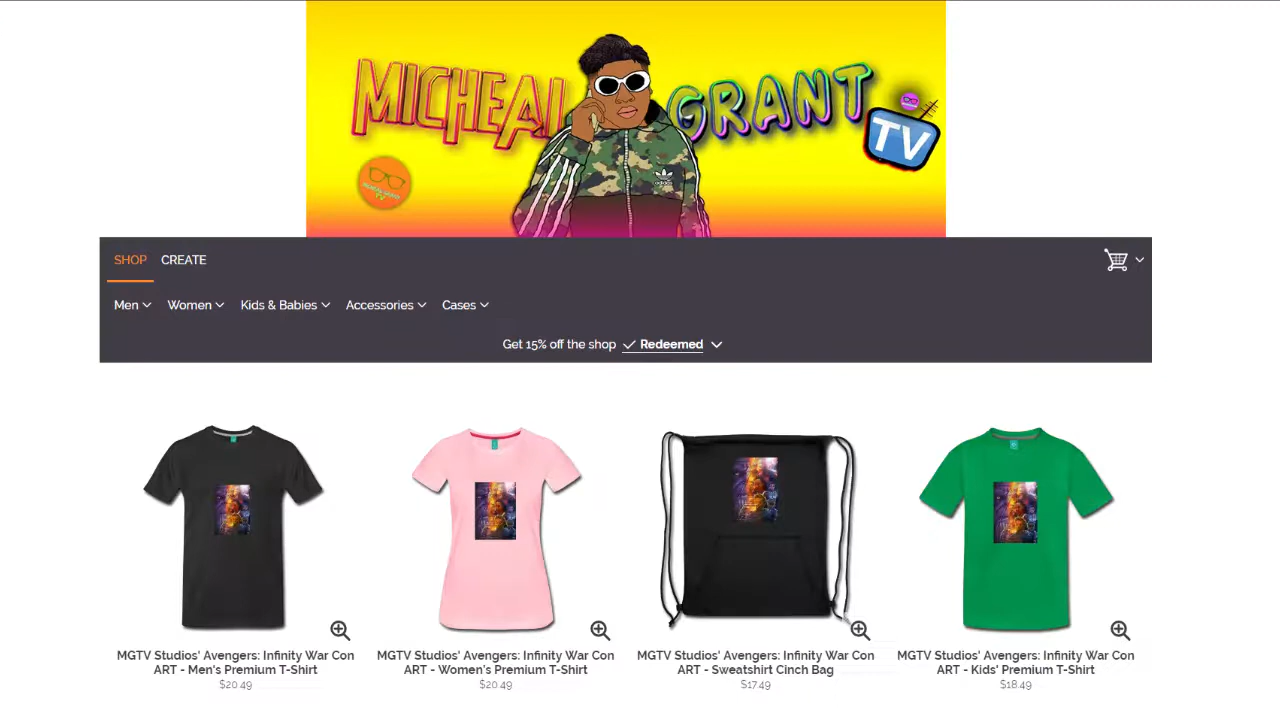 MICHEAL GRANT
TV
adidas
SHOP CREATE
Men Women Kids & Babies Accessories Cases
Get 15% off the shop Redeemed
MGTV Studios' Avengers: Infinity War Con
ART - Men's Premium T-Shirt
$20.49
MGTV Studios' Avengers: Infinity War Con
ART - Women's Premium T-Shirt
$20.49
MGTV Studios' Avengers: Infinity War Con
ART - Sweatshirt Cinch Bag
$17.49
MGTV Studios' Avengers: Infinity War Con
ART - Kids' Premium T-Shirt
$18.49